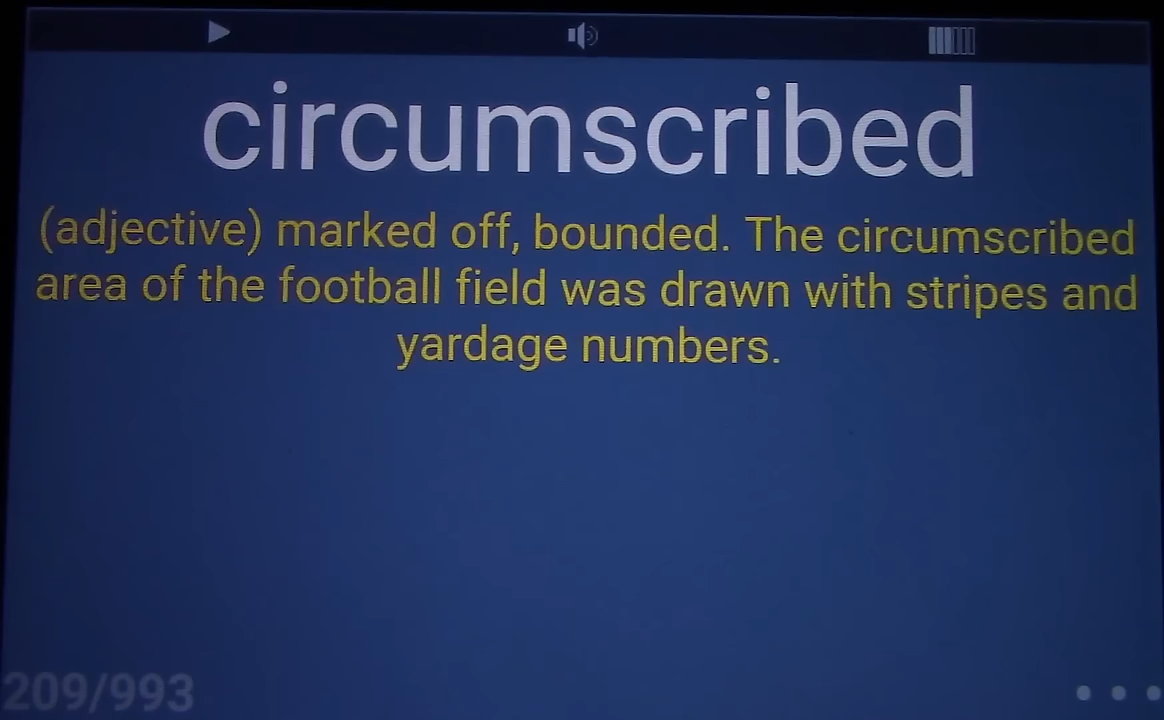 circumscribed
(adjective) marked off, bounded. The circumscribed
area of the football field was drawn with stripes and
yardage numbers.
209/993